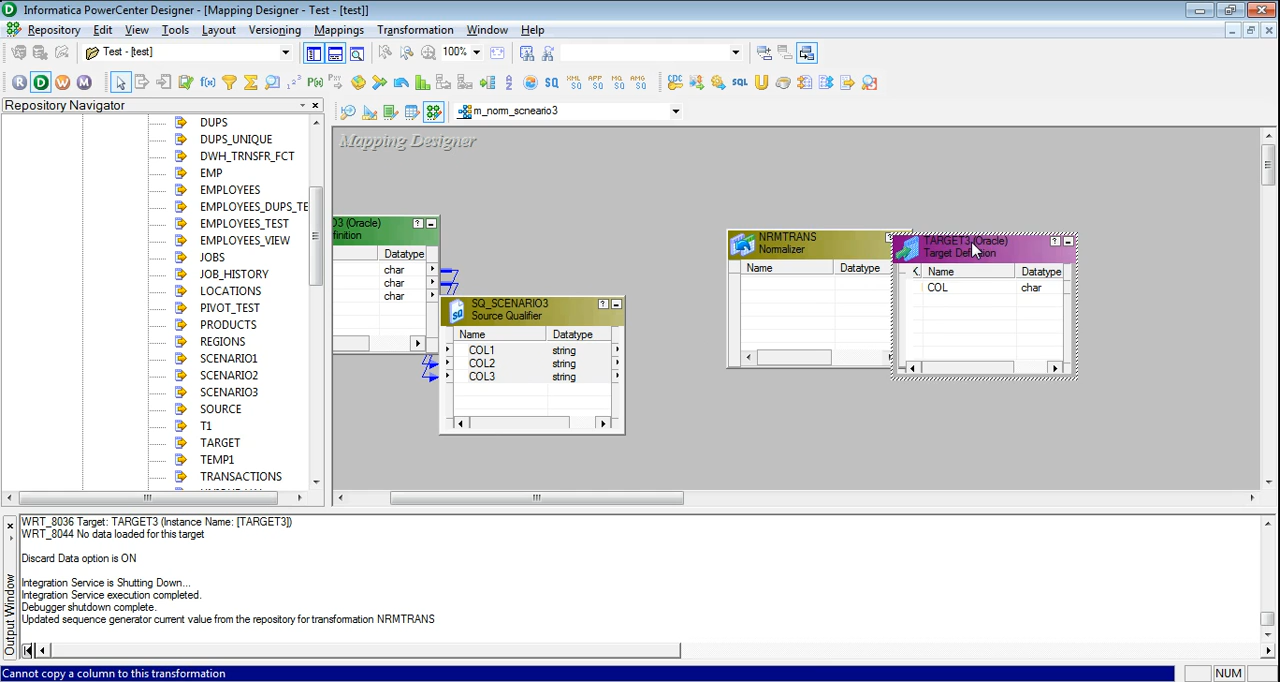 Informatica PowerCenter Designer - [Mapping Designer - Test - [test]]
Repository Edit View Tools Layout Versioning Mappings Transformation Window Help
Test - [test] 100%
Repository Navigator
m_norm_scneario3
Mapping Designer
DUPS
DUPS_UNIQUE
DWH_TRNSFR_FCT
EMP
EMPLOYEES
EMPLOYEES_DUPS_TE
EMPLOYEES_TEST
EMPLOYEES_VIEW
JOBS
JOB_HISTORY
LOCATIONS
PIVOT_TEST
PRODUCTS
REGIONS
SCENARIO1
SCENARIO2
SCENARIO3
SOURCE
T1
TARGET
TEMP1
TRANSACTIONS
O3 (Oracle)
finition
Datatype
char
char
char
SQ_SCENARIO3
Source Qualifier
Name Datatype
COL1 string
COL2 string
COL3 string
NRMTRANS
Normalizer
Name Datatype
TARGET3 (Oracle)
Target Definition
Name Datatype
COL char
WRT_8036 Target: TARGET3 (Instance Name: [TARGET3])
WRT_8044 No data loaded for this target
Discard Data option is ON
Integration Service is Shutting Down...
Integration Service execution completed.
Debugger shutdown complete.
Updated sequence generator current value from the repository for transformation NRMTRANS
Output Window
Cannot copy a column to this transformation
NUM